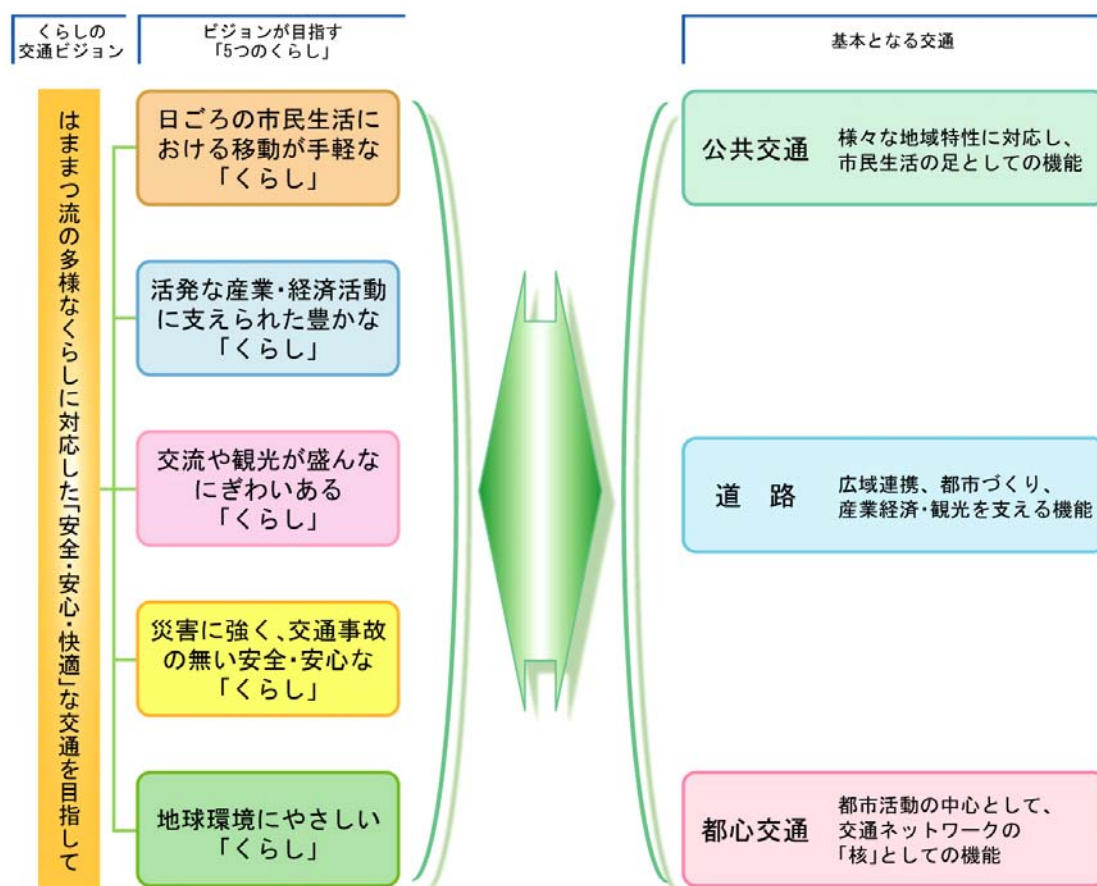 くらしの
交通ビジョン
ビジョンが目指す
「5つのくらし」
基本となる交通
はままつ流の多様なくらしに対応した「安全・安心・快適」な交通を目指して
日ごろの市民生活に
おける移動が手軽な
「くらし」
活発な産業・経済活動
に支えられた豊かな
「くらし」
交流や観光が盛んな
にぎわいある
「くらし」
災害に強く、交通事故
の無い安全・安心な
「くらし」
地球環境にやさしい
「くらし」
公共交通
様々な地域特性に対応し、
市民生活の足としての機能
道　路
広域連携、都市づくり、
産業経済・観光を支える機能
都心交通
都市活動の中心として、
交通ネットワークの
「核」としての機能